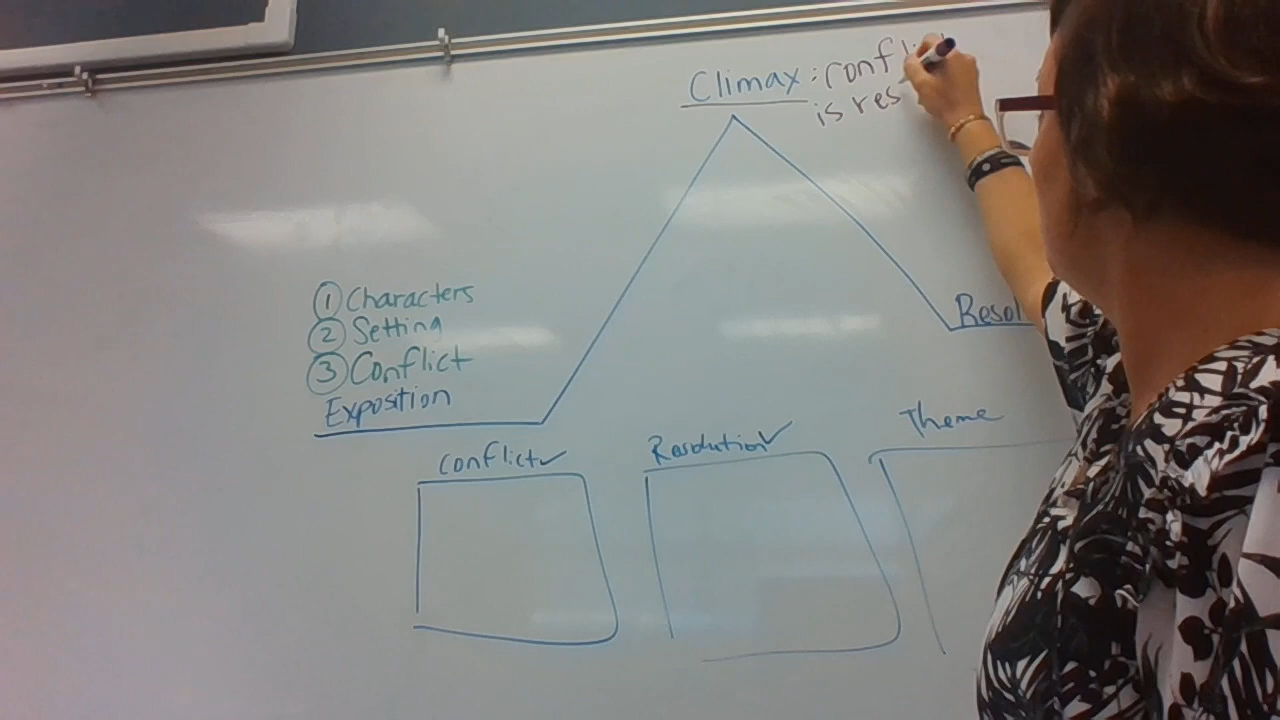 Climax: conf
is res
① Characters
② Setting
③ Conflict
Exposition
Resol
Conflict✓
Resolution✓
Theme